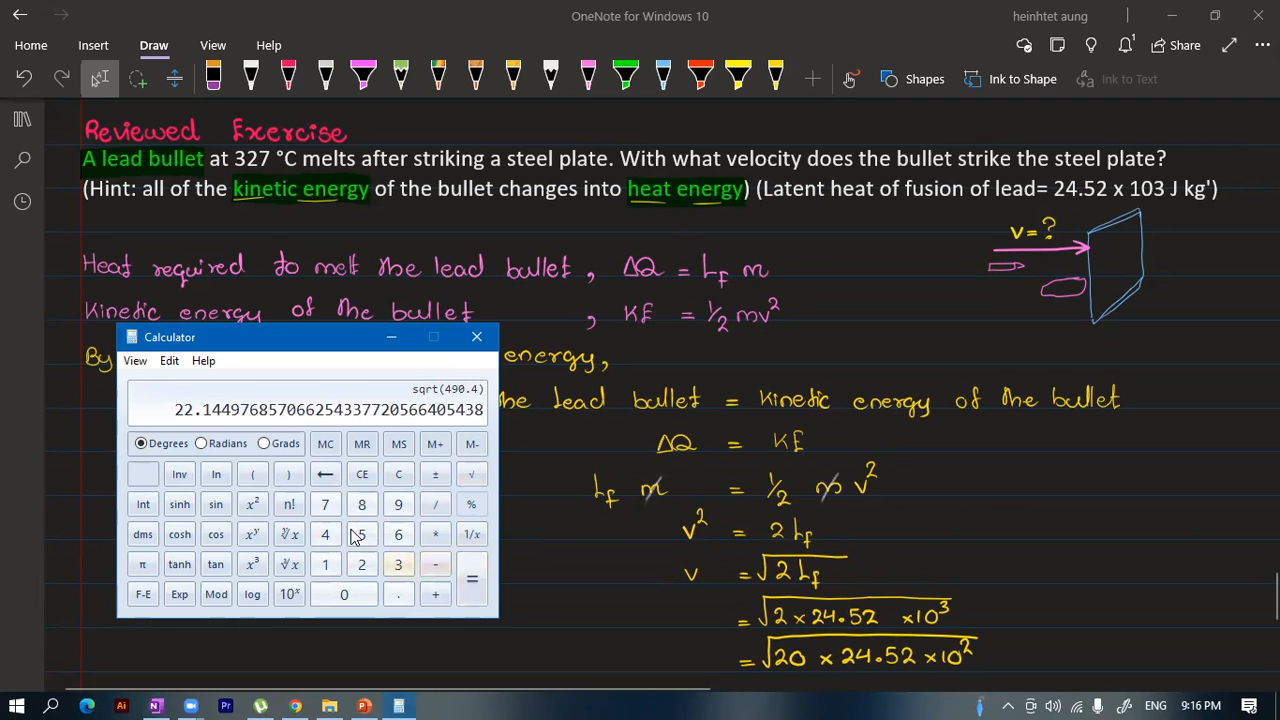 OneNote for Windows 10
heinhtet aung
Home Insert Draw View Help
Share
Shapes Ink to Shape Ink to Text
Reviewed Exercise
A lead bullet at 327 °C melts after striking a steel plate. With what velocity does the bullet strike the steel plate?
(Hint: all of the kinetic energy of the bullet changes into heat energy) (Latent heat of fusion of lead= 24.52 x 103 J kg')
v = ?
Heat required to melt the lead bullet, ΔQ = Lf m
Kinetic energy of the bullet , KE = 1/2 mv²
By energy,
the lead bullet = kinetic energy of the bullet
ΔQ = KE
Lf m = 1/2 m v²
v² = 2 Lf
v = √2 Lf
= √2 × 24.52 ×10³
= √20 × 24.52 ×10²
Calculator
View Edit Help
sqrt(490.4)
22.144976857066254337720566405438
Degrees Radians Grads MC MR MS M+ M-
Inv ln ( ) ← CE C ± √
Int sinh sin x² n! 7 8 9 / %
dms cosh cos xʸ ʸ√x 4 5 6 * 1/x
π tanh tan x³ ³√x 1 2 3 - =
F-E Exp Mod log 10ˣ 0 . +
Ai Pr
ENG 9:16 PM